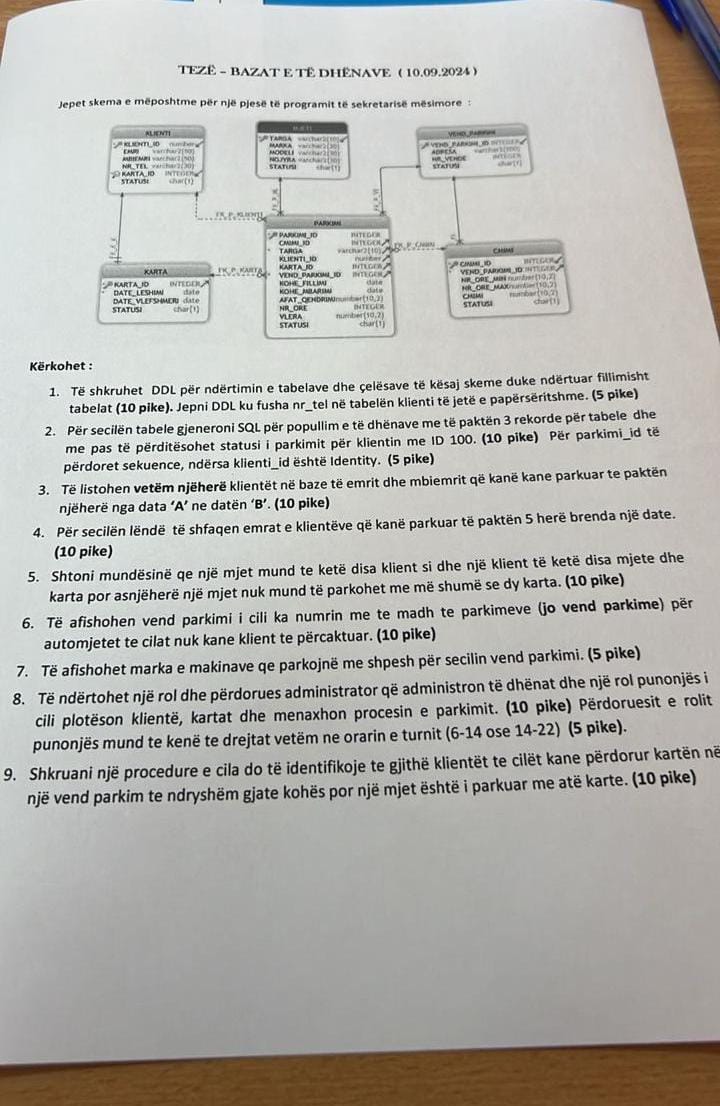 TEZË – BAZAT E TË DHËNAVE ( 10.09.2024 )
Jepet skema e mëposhtme për një pjesë të programit të sekretarisë mësimore :
KLIENTI
KLIENTI_ID number
EMRI varchar2(50)
MBIEMRI varchar2(50)
NR_TEL varchar2(30)
KARTA_ID INTEGER
STATUSI char(1)
MJETI
TARGA varchar2(10)
MARKA varchar2(30)
MODELI varchar2(30)
NGJYRA varchar2(30)
STATUSI char(1)
VEND_PARKIMI
VEND_PARKIMI_ID INTEGER
ADRESA
NR_VENDE INTEGER
STATUSI char(1)
FK_P_KLIENTI
PARKIMI
PARKIMI_ID INTEGER
CMIMI_ID INTEGER
TARGA varchar2(10)
KLIENTI_ID number
KARTA_ID INTEGER
VEND_PARKIMI_ID INTEGER
KOHE_FILLIMI date
KOHE_MBARIMI date
AFAT_QENDRIMI number(10,2)
NR_ORE INTEGER
VLERA number(10,2)
STATUSI char(1)
FK_P_CMIMI
FK_P_KARTA
KARTA
KARTA_ID INTEGER
DATE_LESHIMI date
DATE_VLEFSHMERI date
STATUSI char(1)
CMIMI
CMIMI_ID INTEGER
VEND_PARKIMI_ID INTEGER
NR_ORE_MIN number(10,2)
NR_ORE_MAX number(10,2)
CMIMI number(10,2)
STATUSI char(1)
Kërkohet :
1. Të shkruhet DDL për ndërtimin e tabelave dhe çelësave të kësaj skeme duke ndërtuar fillimisht
tabelat (10 pike). Jepni DDL ku fusha nr_tel në tabelën klienti të jetë e papërsëritshme. (5 pike)
2. Për secilën tabele gjeneroni SQL për popullim e të dhënave me të paktën 3 rekorde për tabele dhe
me pas të përditësohet statusi i parkimit për klientin me ID 100. (10 pike) Për parkimi_id të
përdoret sekuence, ndërsa klienti_id është Identity. (5 pike)
3. Të listohen vetëm njëherë klientët në baze të emrit dhe mbiemrit që kanë kane parkuar te paktën
njëherë nga data ‘A’ ne datën ‘B’. (10 pike)
4. Për secilën lëndë të shfaqen emrat e klientëve që kanë parkuar të paktën 5 herë brenda një date.
(10 pike)
5. Shtoni mundësinë qe një mjet mund te ketë disa klient si dhe një klient të ketë disa mjete dhe
karta por asnjëherë një mjet nuk mund të parkohet me më shumë se dy karta. (10 pike)
6. Të afishohen vend parkimi i cili ka numrin me te madh te parkimeve (jo vend parkime) për
automjetet te cilat nuk kane klient te përcaktuar. (10 pike)
7. Të afishohet marka e makinave qe parkojnë me shpesh për secilin vend parkimi. (5 pike)
8. Të ndërtohet një rol dhe përdorues administrator që administron të dhënat dhe një rol punonjës i
cili plotëson klientë, kartat dhe menaxhon procesin e parkimit. (10 pike) Përdoruesit e rolit
punonjës mund te kenë te drejtat vetëm ne orarin e turnit (6-14 ose 14-22) (5 pike).
9. Shkruani një procedure e cila do të identifikoje te gjithë klientët te cilët kane përdorur kartën në
një vend parkim te ndryshëm gjate kohës por një mjet është i parkuar me atë karte. (10 pike)